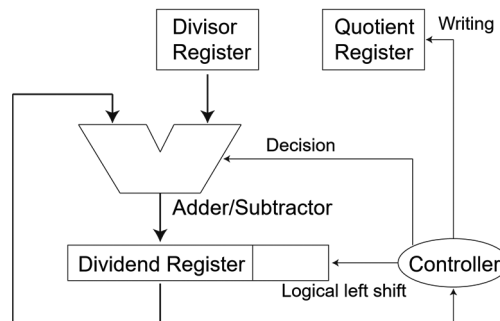 Divisor
Register
Quotient
Register
Writing
Decision
Adder/Subtractor
Dividend Register
Controller
Logical left shift